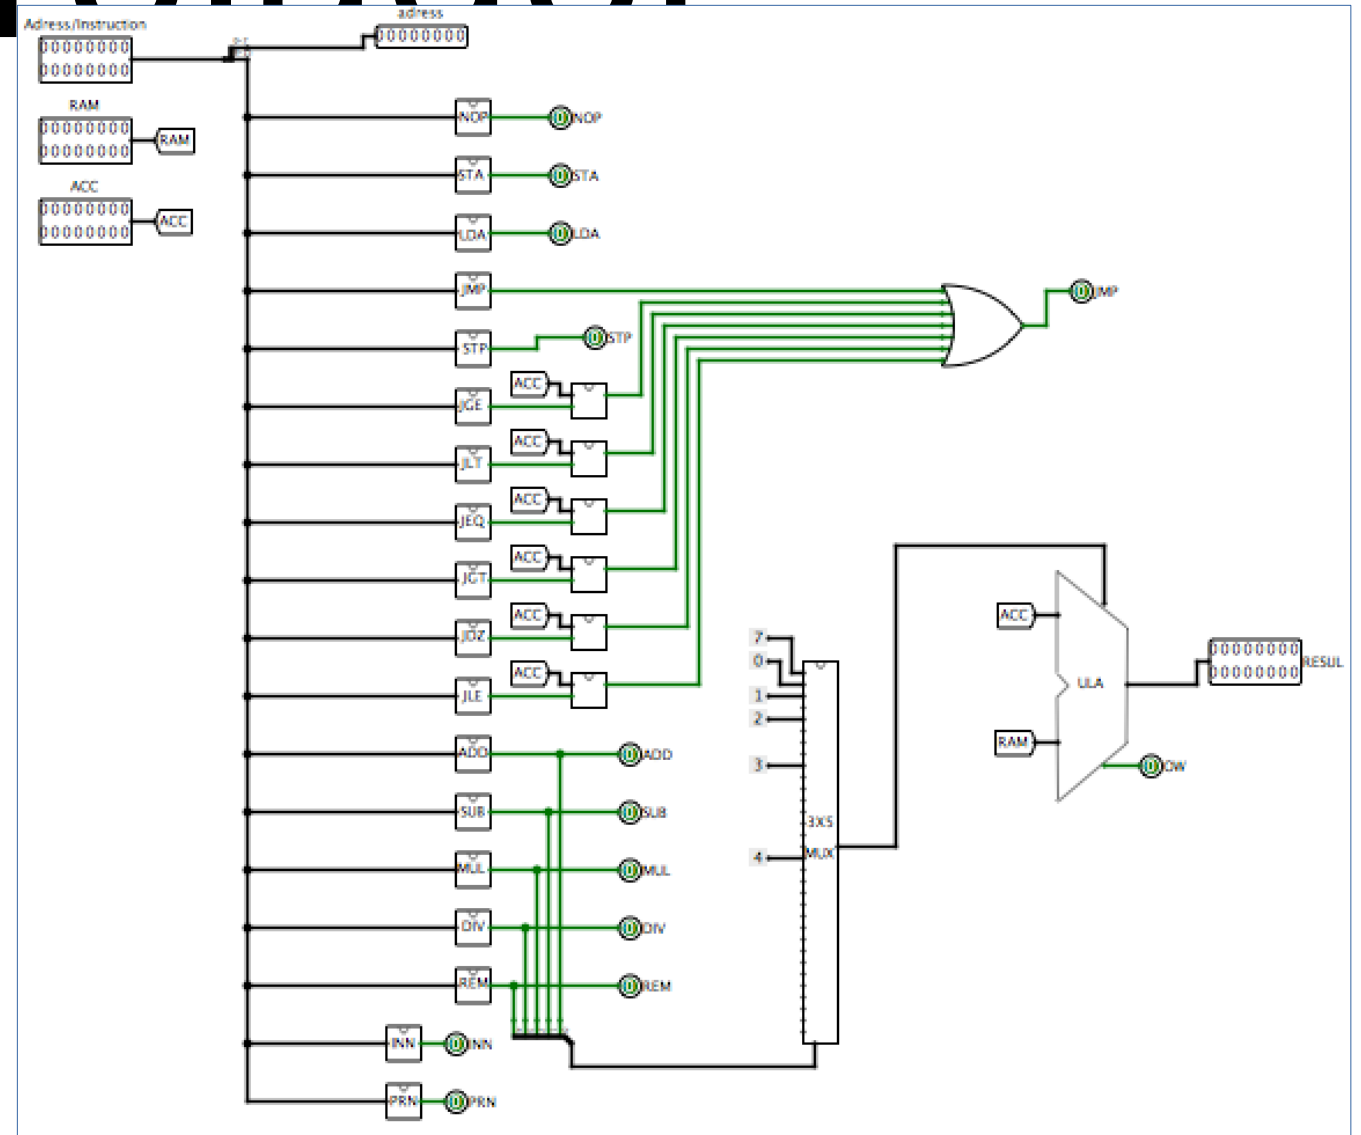 Adress/Instruction
00000000
00000000
adress
00000000
RAM
00000000
00000000
RAM
ACC
00000000
00000000
ACC
NOP
0
NOP
STA
0
STA
LDA
0
LDA
JMP
0
JMP
STP
0
STP
ACC
JGE
ACC
JLT
ACC
JEQ
ACC
JGT
ACC
JDZ
ACC
JLE
ADD
0
ADD
SUB
0
SUB
MUL
0
MUL
DIV
0
DIV
REM
0
REM
INN
0
INN
PRN
0
PRN
7
0
1
2
3
4
3X5
MUX
ACC
RAM
ULA
0
OW
00000000
00000000
RESUL